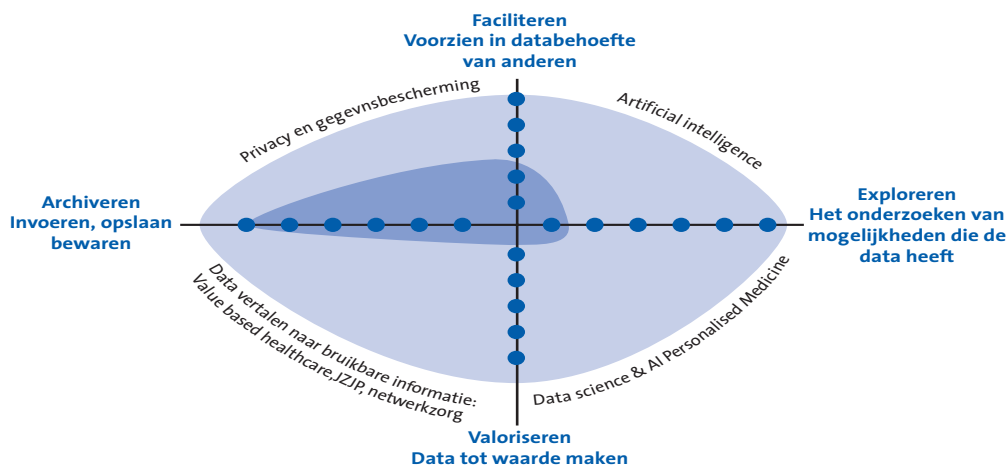 Faciliteren
Voorzien in databehoefte
van anderen
Privacy en gegevnsbescherming
Artificial intelligence
Archiveren
Invoeren, opslaan
bewaren
Exploreren
Het onderzoeken van
mogelijkheden die de
data heeft
Data vertalen naar bruikbare informatie:
Value based healthcare,JZJP, netwerkzorg
Data science & AI Personalised Medicine
Valoriseren
Data tot waarde maken